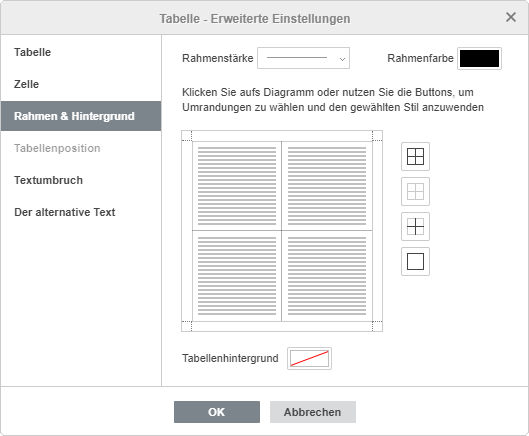 Tabelle - Erweiterte Einstellungen
Tabelle
Zelle
Rahmen & Hintergrund
Tabellenposition
Textumbruch
Der alternative Text
Rahmenstärke
Rahmenfarbe
Klicken Sie aufs Diagramm oder nutzen Sie die Buttons, um
Umrandungen zu wählen und den gewählten Stil anzuwenden
Tabellenhintergrund
OK
Abbrechen